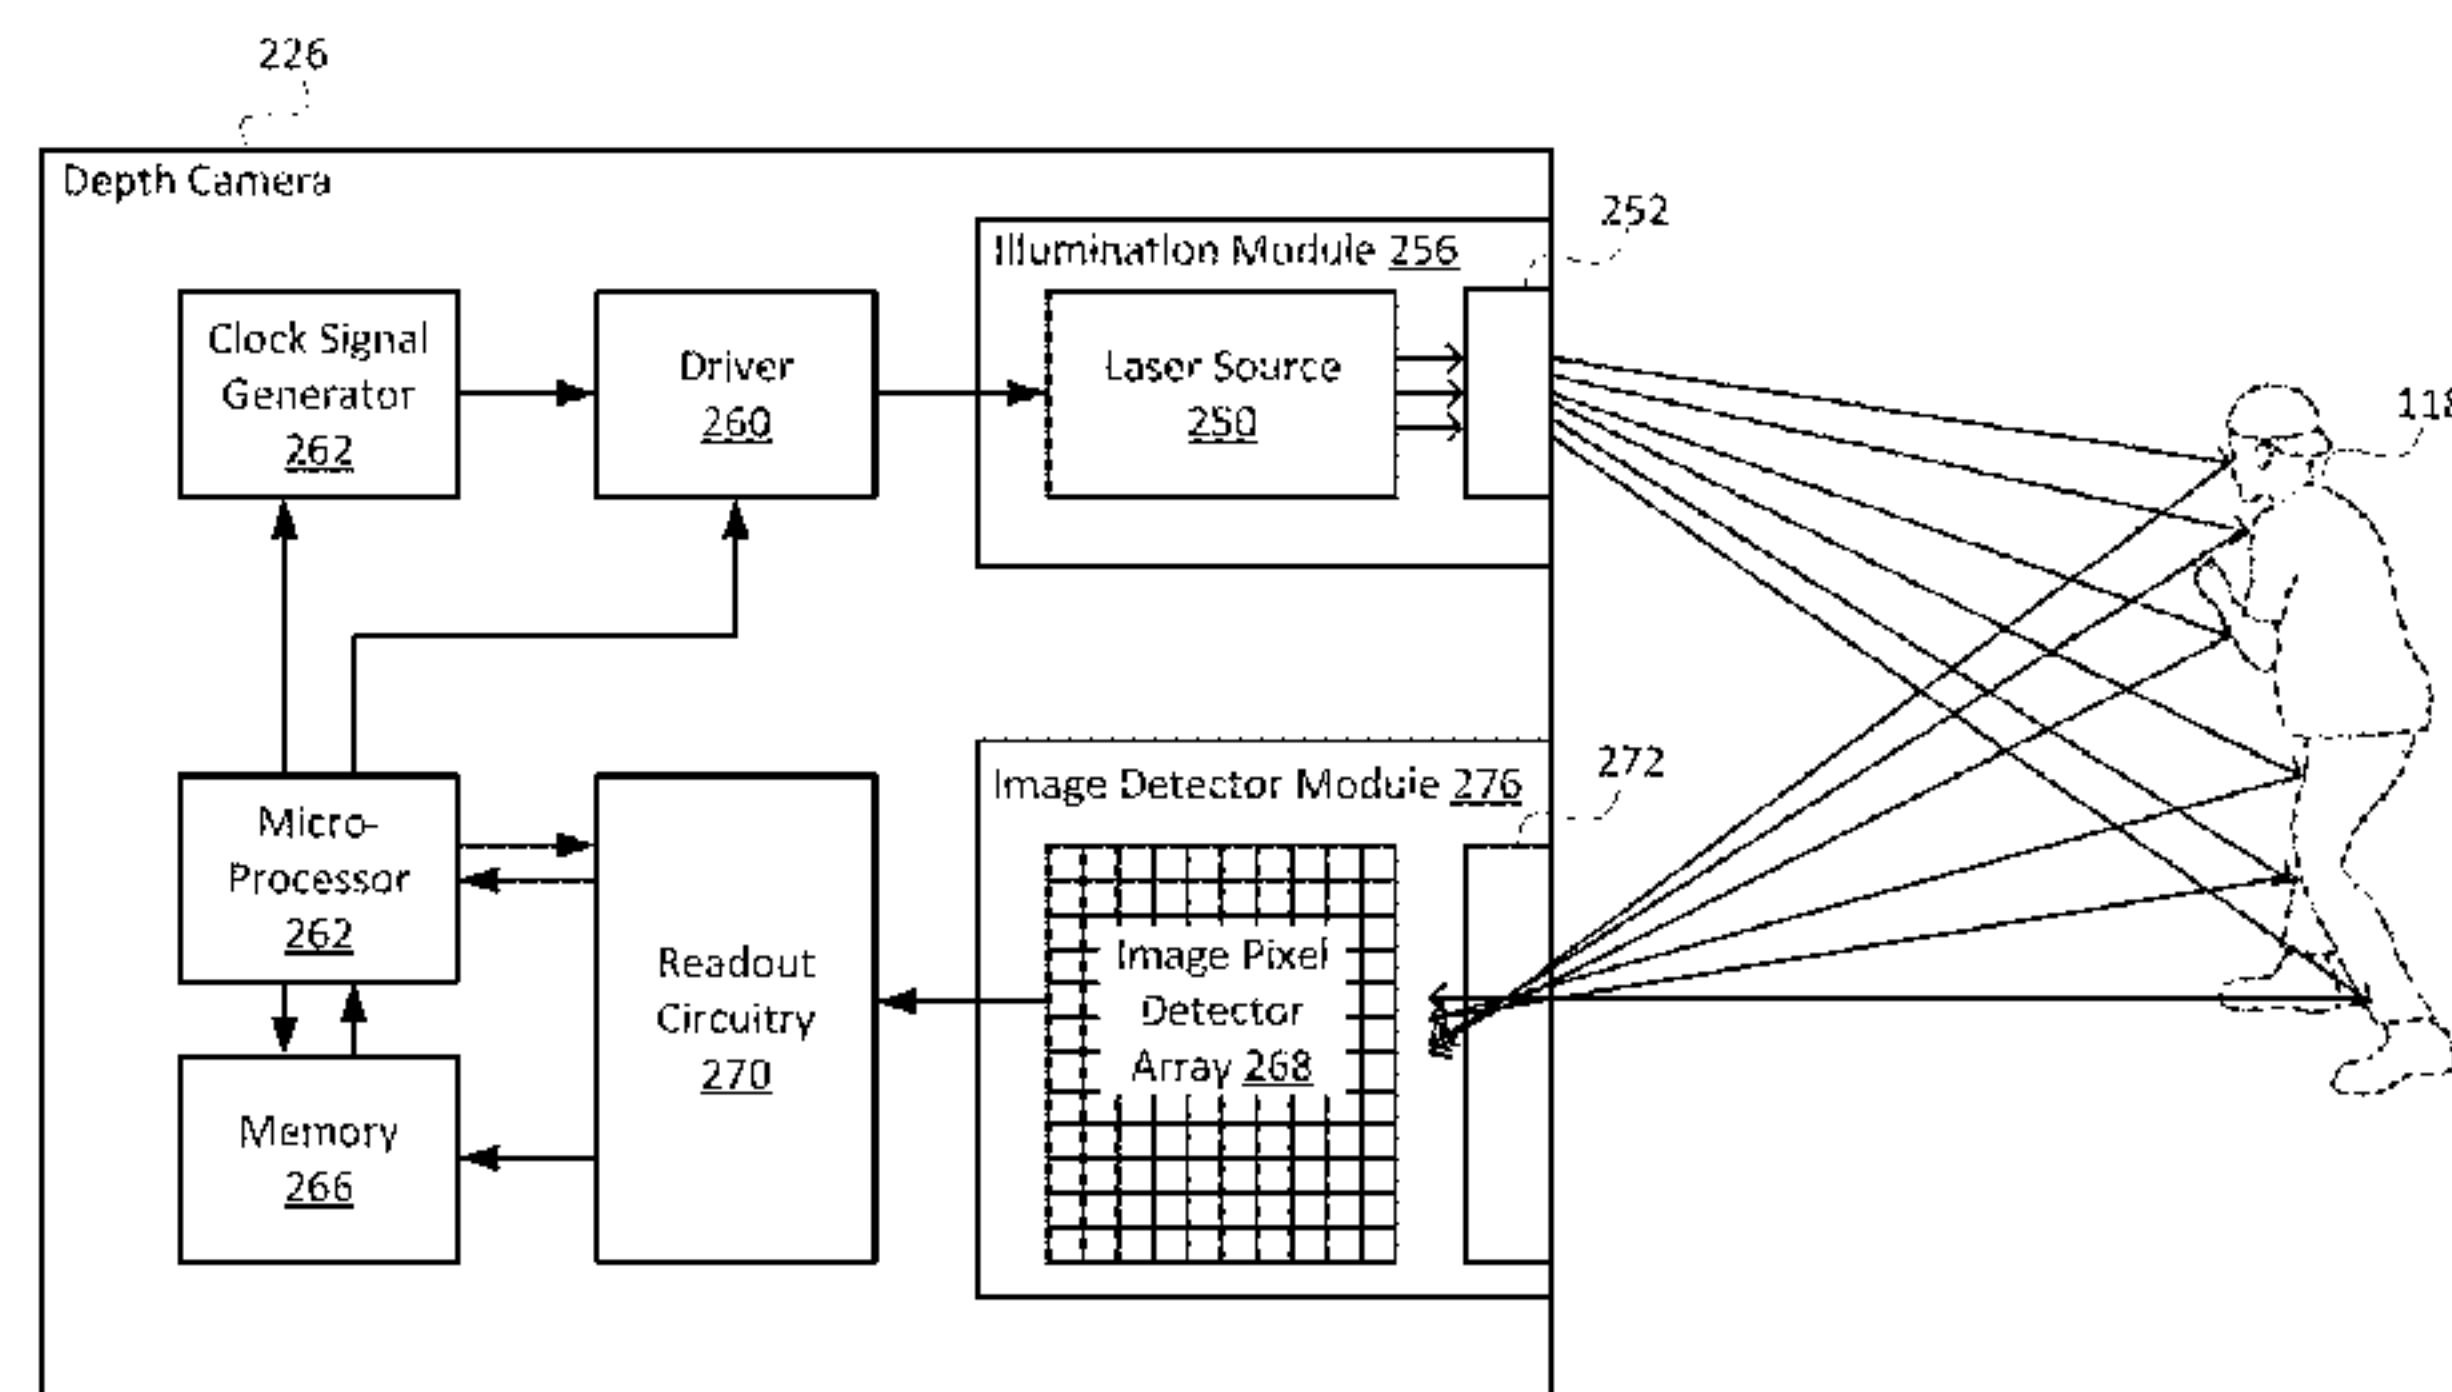 226
Depth Camera
252
Illumination Module 256
Clock Signal
Generator
262
Driver
260
Laser Source
250
118
272
Image Detector Module 276
Micro-
Processor
262
Readout
Circuitry
270
Image Pixel
Detector
Array 268
Memory
266